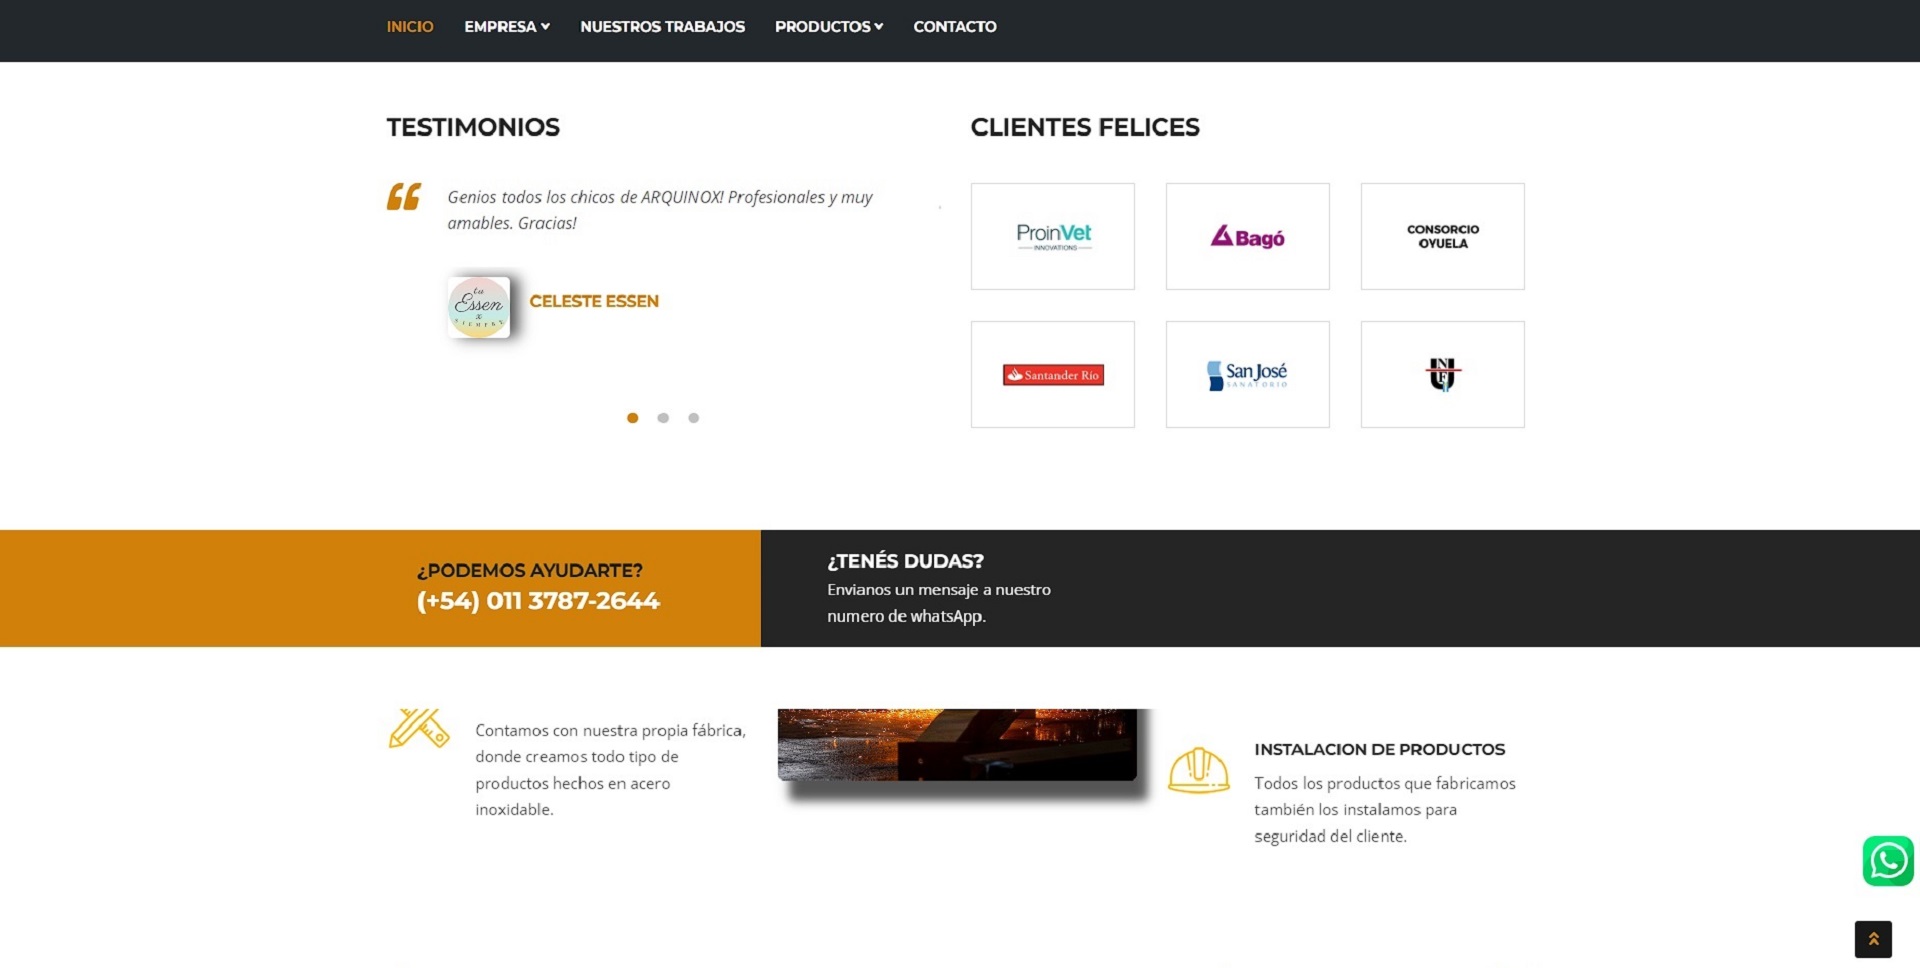 INICIO EMPRESA NUESTROS TRABAJOS PRODUCTOS CONTACTO
TESTIMONIOS
Genios todos los chicos de ARQUINOX! Profesionales y muy
amables. Gracias!
tu
Essen
x
SIEMPRE
CELESTE ESSEN
CLIENTES FELICES
ProinVet
INNOVATIONS
Bagó
CONSORCIO
OYUELA
Santander Río
San José
SANATORIO
UNF
¿PODEMOS AYUDARTE?
(+54) 011 3787-2644
¿TENÉS DUDAS?
Envianos un mensaje a nuestro
numero de whatsApp.
Contamos con nuestra propia fábrica,
donde creamos todo tipo de
productos hechos en acero
inoxidable.
INSTALACION DE PRODUCTOS
Todos los productos que fabricamos
también los instalamos para
seguridad del cliente.